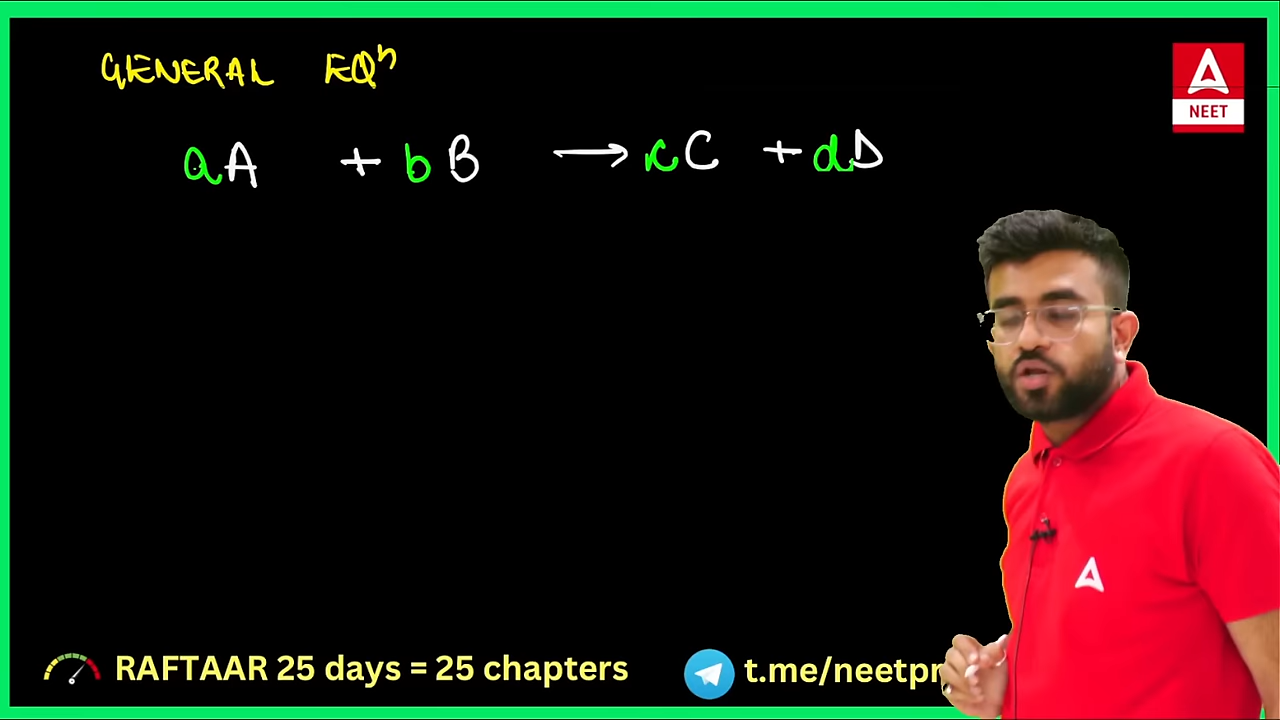 GENERAL EQⁿ
aA + bB → cC + dD
NEET
RAFTAAR 25 days = 25 chapters
t.me/neetpr